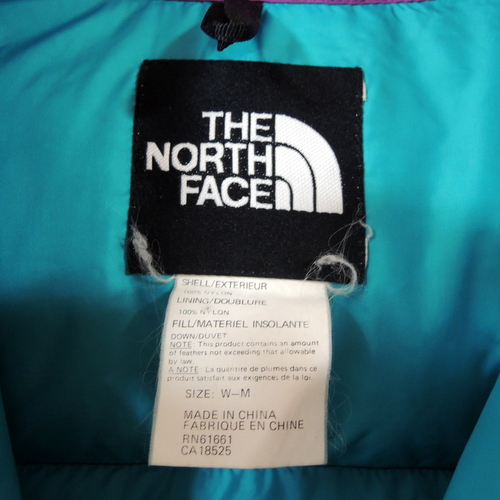 THE
NORTH
FACE
SHELL/EXTERIEUR
100% NYLON
LINING/DOUBLURE
100% NYLON
FILL/MATERIEL INSOLANTE
DOWN/DUVET
NOTE: This product contains an amount
of feathers not exceeding that allowable
by law.
A NOTE: La quantite de plumes dans ce
produit satisfait aux exigences de la loi.
SIZE: W-M
MADE IN CHINA
FABRIQUE EN CHINE
RN61661
CA18525